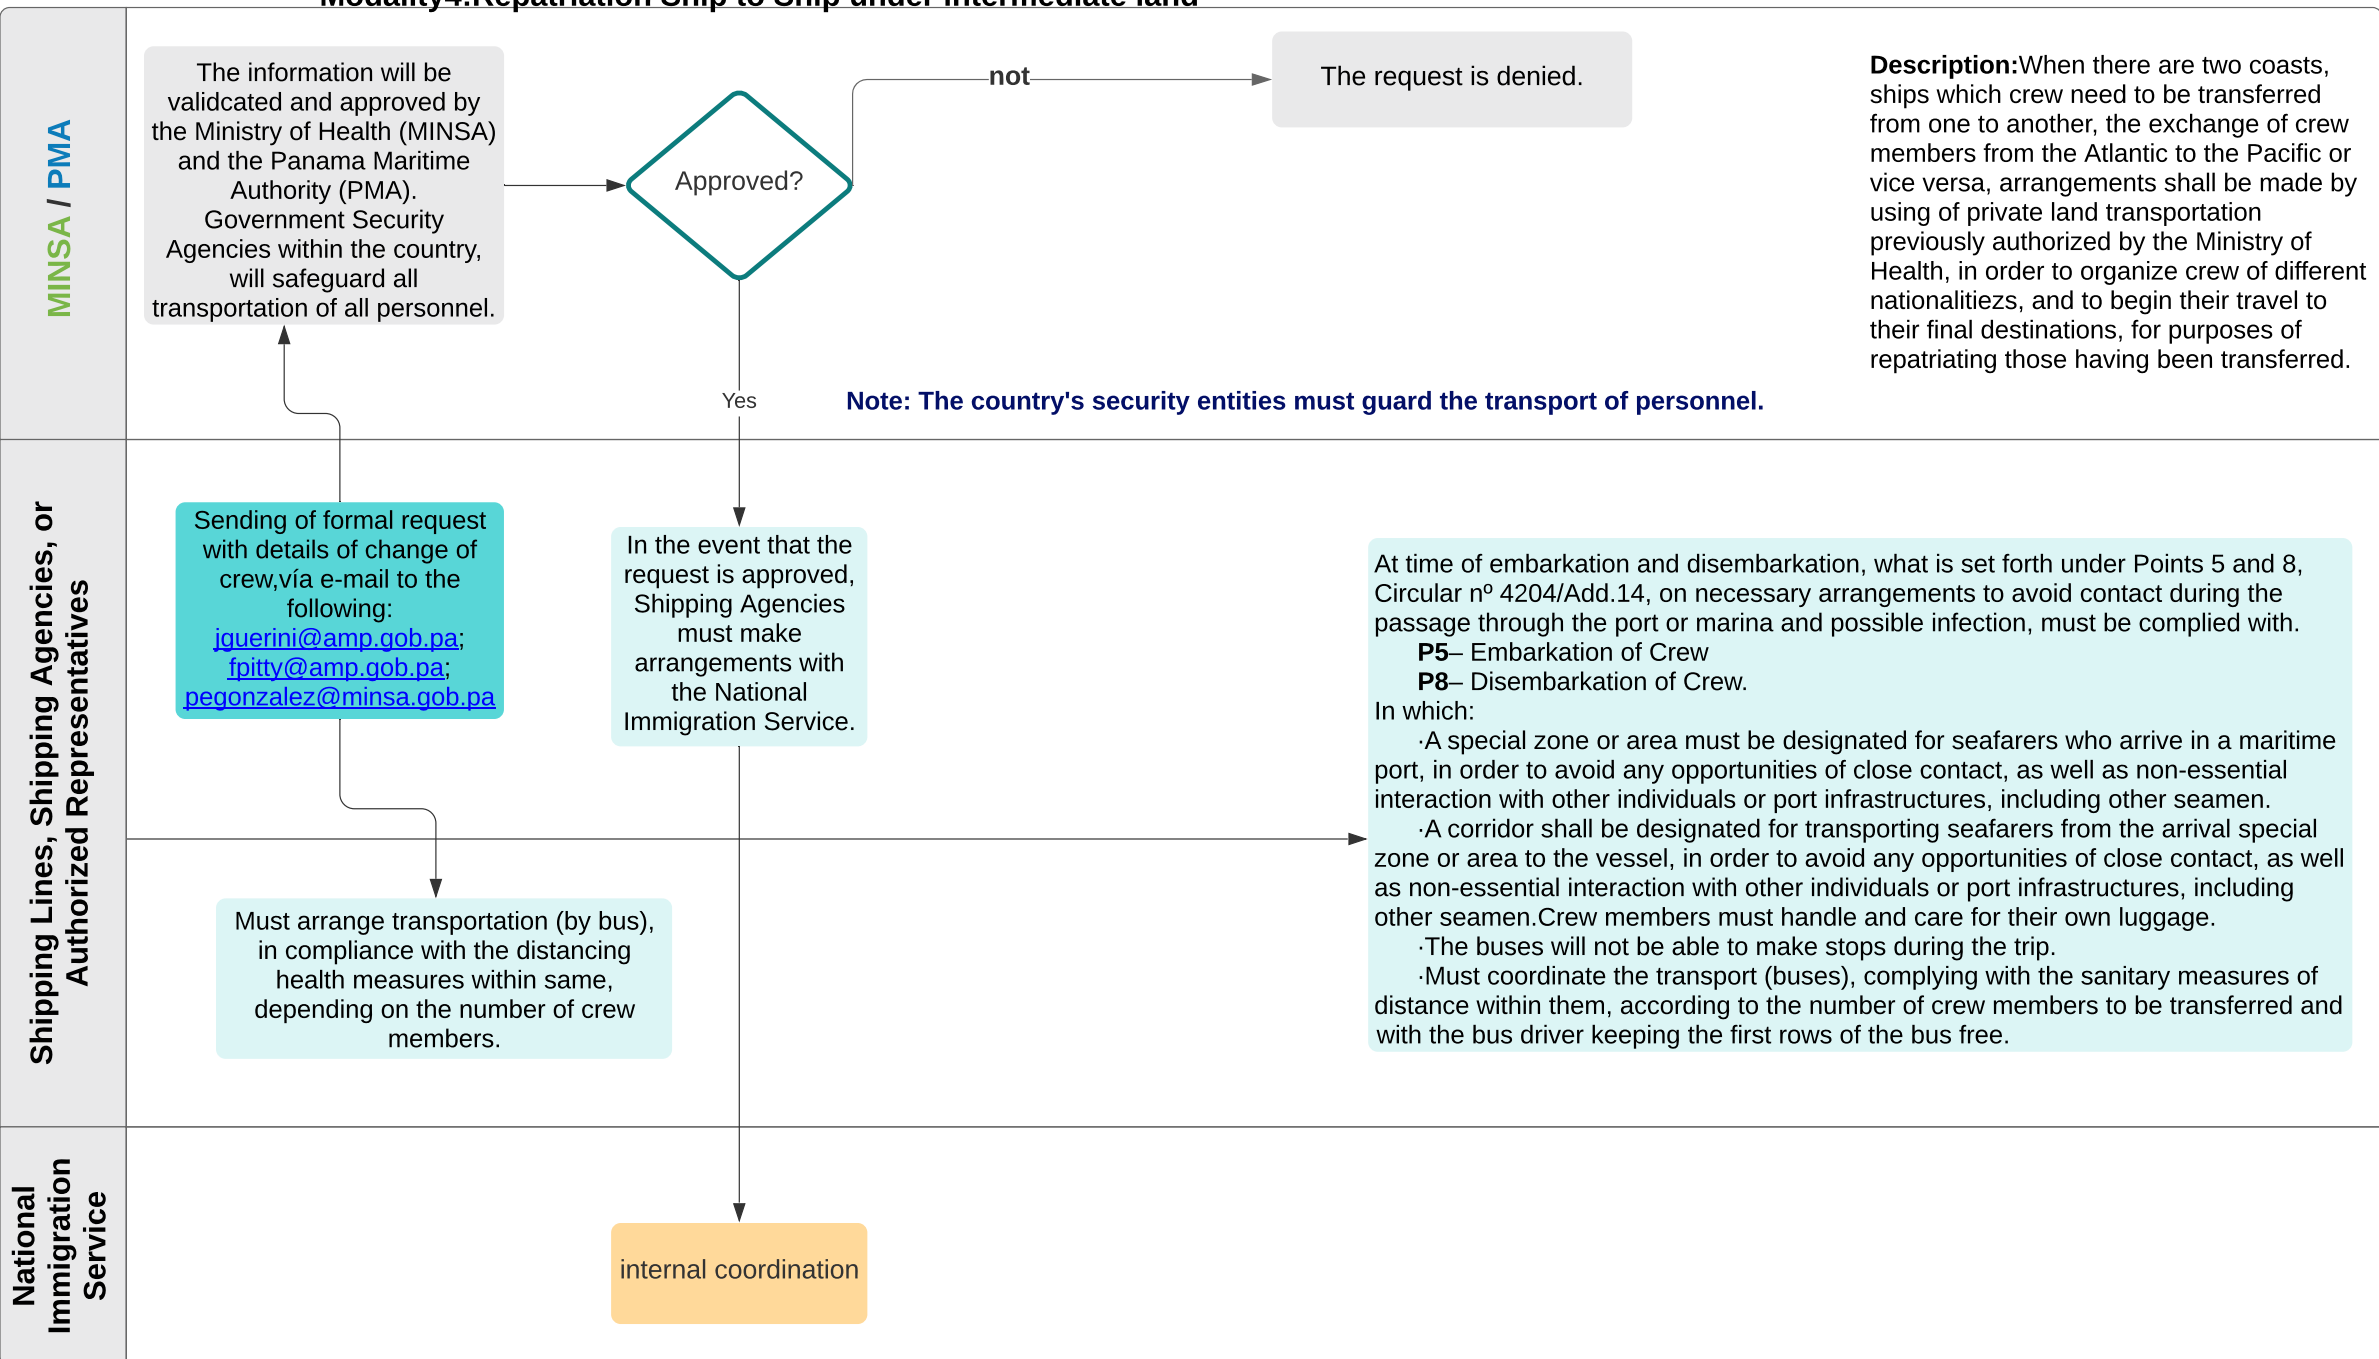 Modality4:Repatriation Ship to Ship under intermediate land
MINSA / PMA
The information will be
validcated and approved by
the Ministry of Health (MINSA)
and the Panama Maritime
Authority (PMA).
Government Security
Agencies within the country,
will safeguard all
transportation of all personnel.
Approved?
not
The request is denied.
Description:When there are two coasts,
ships which crew need to be transferred
from one to another, the exchange of crew
members from the Atlantic to the Pacific or
vice versa, arrangements shall be made by
using of private land transportation
previously authorized by the Ministry of
Health, in order to organize crew of different
nationalitiezs, and to begin their travel to
their final destinations, for purposes of
repatriating those having been transferred.
Yes
Note: The country's security entities must guard the transport of personnel.
Shipping Lines, Shipping Agencies, or
Authorized Representatives
Sending of formal request
with details of change of
crew,vía e-mail to the
following:
jguerini@amp.gob.pa;
fpitty@amp.gob.pa;
pegonzalez@minsa.gob.pa
In the event that the
request is approved,
Shipping Agencies
must make
arrangements with
the National
Immigration Service.
At time of embarkation and disembarkation, what is set forth under Points 5 and 8,
Circular nº 4204/Add.14, on necessary arrangements to avoid contact during the
passage through the port or marina and possible infection, must be complied with.
P5– Embarkation of Crew
P8– Disembarkation of Crew.
In which:
·A special zone or area must be designated for seafarers who arrive in a maritime
port, in order to avoid any opportunities of close contact, as well as non-essential
interaction with other individuals or port infrastructures, including other seamen.
·A corridor shall be designated for transporting seafarers from the arrival special
zone or area to the vessel, in order to avoid any opportunities of close contact, as well
as non-essential interaction with other individuals or port infrastructures, including
other seamen.Crew members must handle and care for their own luggage.
·The buses will not be able to make stops during the trip.
·Must coordinate the transport (buses), complying with the sanitary measures of
distance within them, according to the number of crew members to be transferred and
with the bus driver keeping the first rows of the bus free.
Must arrange transportation (by bus),
in compliance with the distancing
health measures within same,
depending on the number of crew
members.
National
Immigration
Service
internal coordination